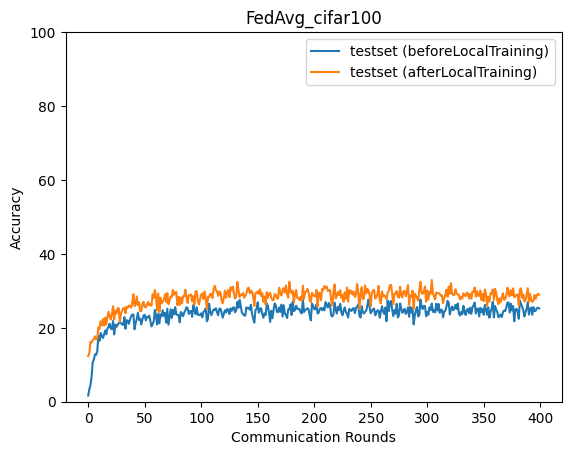 FedAvg_cifar100
testset (beforeLocalTraining)
testset (afterLocalTraining)
Accuracy
100
80
60
40
20
0
0 50 100 150 200 250 300 350 400
Communication Rounds